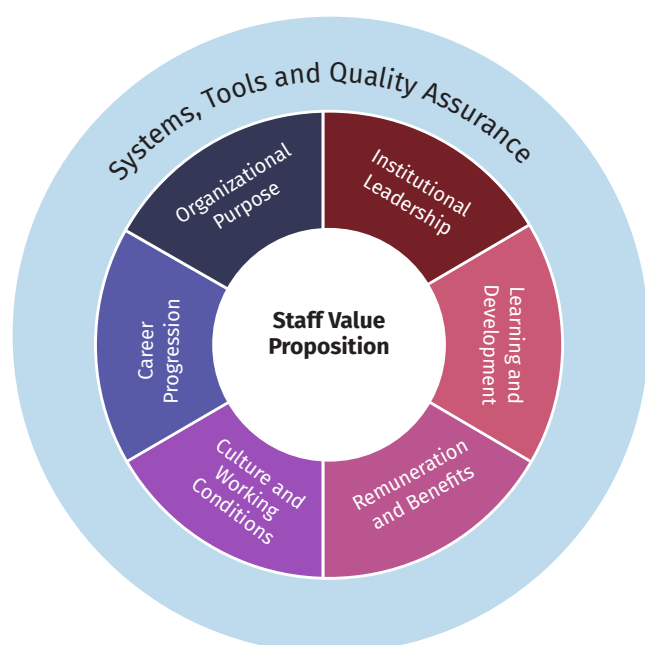 Systems, Tools and Quality Assurance
Organizational
Purpose
Institutional
Leadership
Learning and
Development
Remuneration
and Benefits
Culture and
Working
Conditions
Career
Progression
Staff Value
Proposition